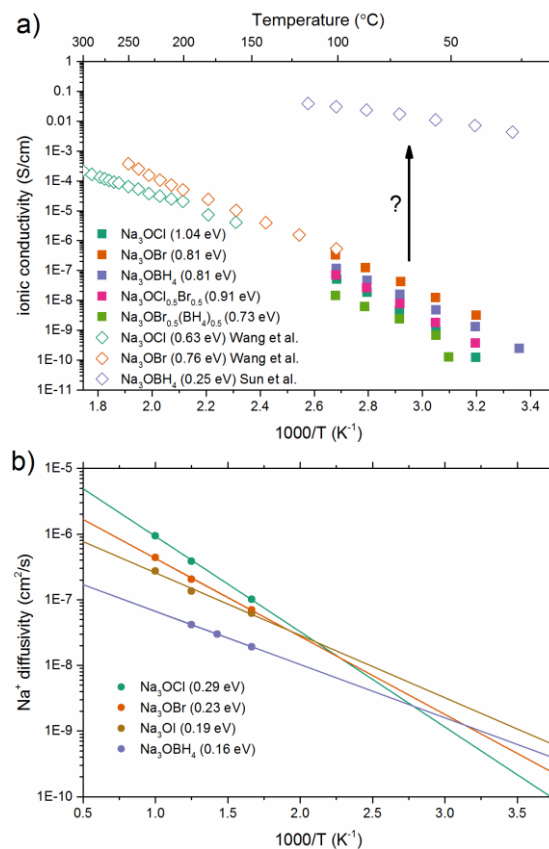 a)
Temperature (°C)
300 250 200 150 100 50
ionic conductivity (S/cm)
1
0.1
0.01
1E-3
1E-4
1E-5
1E-6
1E-7
1E-8
1E-9
1E-10
1E-11
?
Na₃OCl (1.04 eV)
Na₃OBr (0.81 eV)
Na₃OBH₄ (0.81 eV)
Na₃OCl₀.₅Br₀.₅ (0.91 eV)
Na₃OBr₀.₅(BH₄)₀.₅ (0.73 eV)
Na₃OCl (0.63 eV) Wang et al.
Na₃OBr (0.76 eV) Wang et al.
Na₃OBH₄ (0.25 eV) Sun et al.
1.8 2.0 2.2 2.4 2.6 2.8 3.0 3.2 3.4
1000/T (K⁻¹)
b)
Na⁺ diffusivity (cm²/s)
1E-5
1E-6
1E-7
1E-8
1E-9
1E-10
Na₃OCl (0.29 eV)
Na₃OBr (0.23 eV)
Na₃OI (0.19 eV)
Na₃OBH₄ (0.16 eV)
0.5 1.0 1.5 2.0 2.5 3.0 3.5
1000/T (K⁻¹)